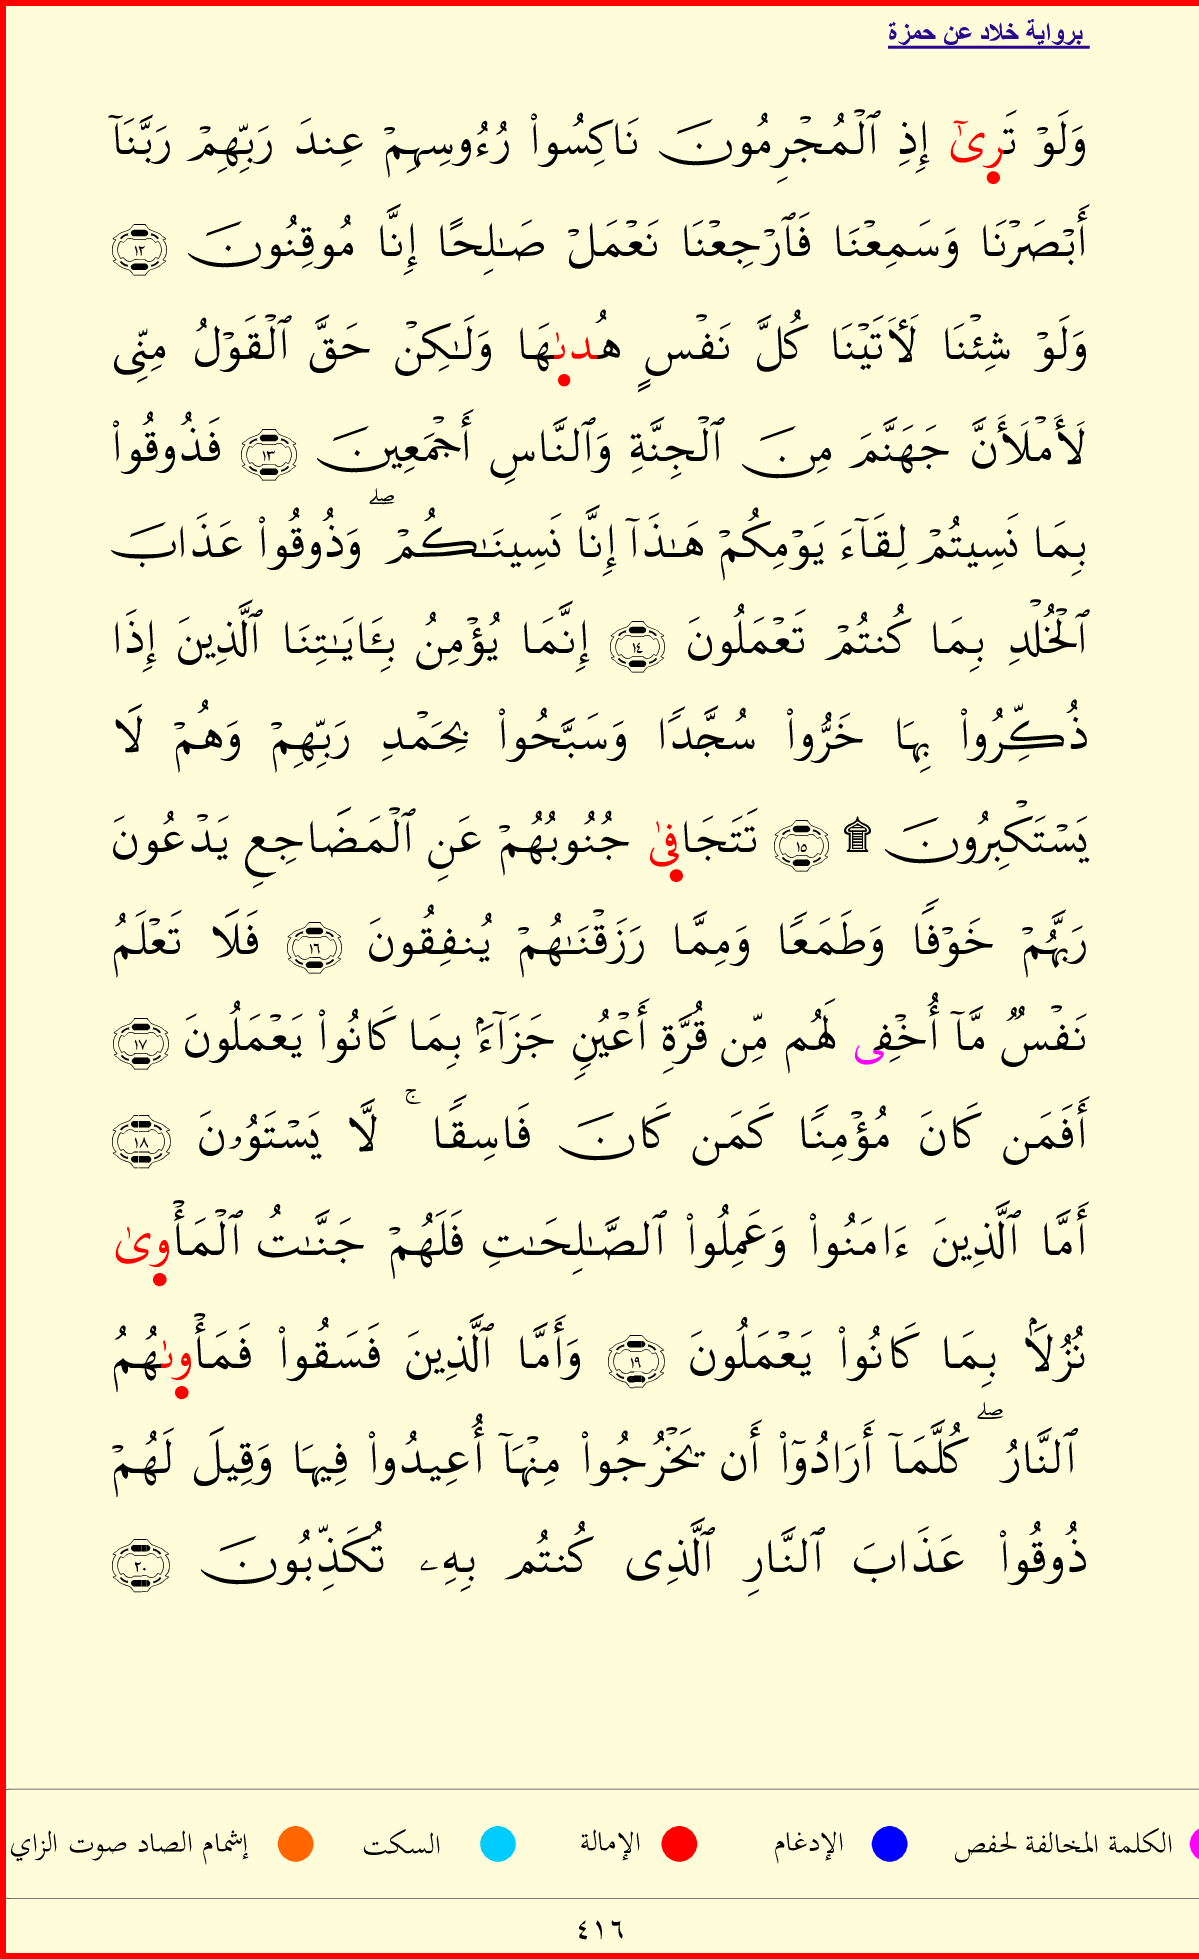 برواية خلاد عن حمزة
وَلَوْ تَرِىٰٓ إِذِ ٱلْمُجْرِمُونَ نَاكِسُوا۟ رُءُوسِهِمْ عِندَ رَبِّهِمْ رَبَّنَآ
أَبْصَرْنَا وَسَمِعْنَا فَٱرْجِعْنَا نَعْمَلْ صَـٰلِحًا إِنَّا مُوقِنُونَ ١٢
وَلَوْ شِئْنَا لَـَٔاتَيْنَا كُلَّ نَفْسٍ هُدىٰهَا وَلَـٰكِنْ حَقَّ ٱلْقَوْلُ مِنِّى
لَأَمْلَأَنَّ جَهَنَّمَ مِنَ ٱلْجِنَّةِ وَٱلنَّاسِ أَجْمَعِينَ ١٣ فَذُوقُوا۟
بِمَا نَسِيتُمْ لِقَآءَ يَوْمِكُمْ هَـٰذَآ إِنَّا نَسِينَـٰكُمْ ۖ وَذُوقُوا۟ عَذَابَ
ٱلْخُلْدِ بِمَا كُنتُمْ تَعْمَلُونَ ١٤ إِنَّمَا يُؤْمِنُ بِـَٔايَـٰتِنَا ٱلَّذِينَ إِذَا
ذُكِّرُوا۟ بِهَا خَرُّوا۟ سُجَّدًا وَسَبَّحُوا۟ بِحَمْدِ رَبِّهِمْ وَهُمْ لَا
يَسْتَكْبِرُونَ ۩ ١٥ تَتَجَافِىٰ جُنُوبُهُمْ عَنِ ٱلْمَضَاجِعِ يَدْعُونَ
رَبَّهُمْ خَوْفًا وَطَمَعًا وَمِمَّا رَزَقْنَـٰهُمْ يُنفِقُونَ ١٦ فَلَا تَعْلَمُ
نَفْسٌ مَّآ أُخْفِى لَهُم مِّن قُرَّةِ أَعْيُنٍ جَزَآءًۢ بِمَا كَانُوا۟ يَعْمَلُونَ ١٧
أَفَمَن كَانَ مُؤْمِنًا كَمَن كَانَ فَاسِقًا ۚ لَّا يَسْتَوُۥنَ ١٨
أَمَّا ٱلَّذِينَ ءَامَنُوا۟ وَعَمِلُوا۟ ٱلصَّـٰلِحَـٰتِ فَلَهُمْ جَنَّـٰتُ ٱلْمَأْوِىٰ
نُزُلًۢا بِمَا كَانُوا۟ يَعْمَلُونَ ١٩ وَأَمَّا ٱلَّذِينَ فَسَقُوا۟ فَمَأْوِىٰهُمُ
ٱلنَّارُ ۖ كُلَّمَآ أَرَادُوٓا۟ أَن يَخْرُجُوا۟ مِنْهَآ أُعِيدُوا۟ فِيهَا وَقِيلَ لَهُمْ
ذُوقُوا۟ عَذَابَ ٱلنَّارِ ٱلَّذِى كُنتُم بِهِۦ تُكَذِّبُونَ ٢٠
الكلمة المخالفة لحفص الإدغام الإمالة السكت إشمام الصاد صوت الزاي
٤١٦